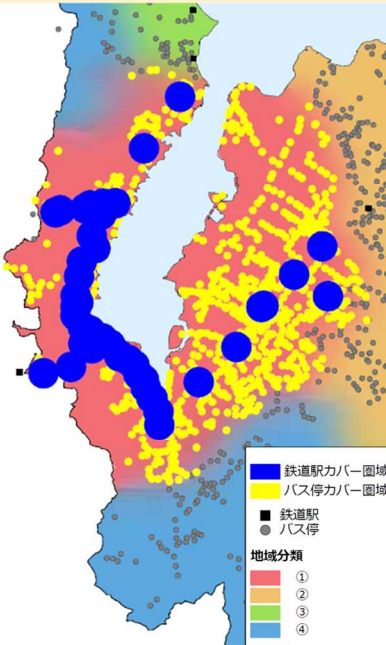 鉄道駅カバー圏域
バス停カバー圏域
鉄道駅
バス停
地域分類
①
②
③
④